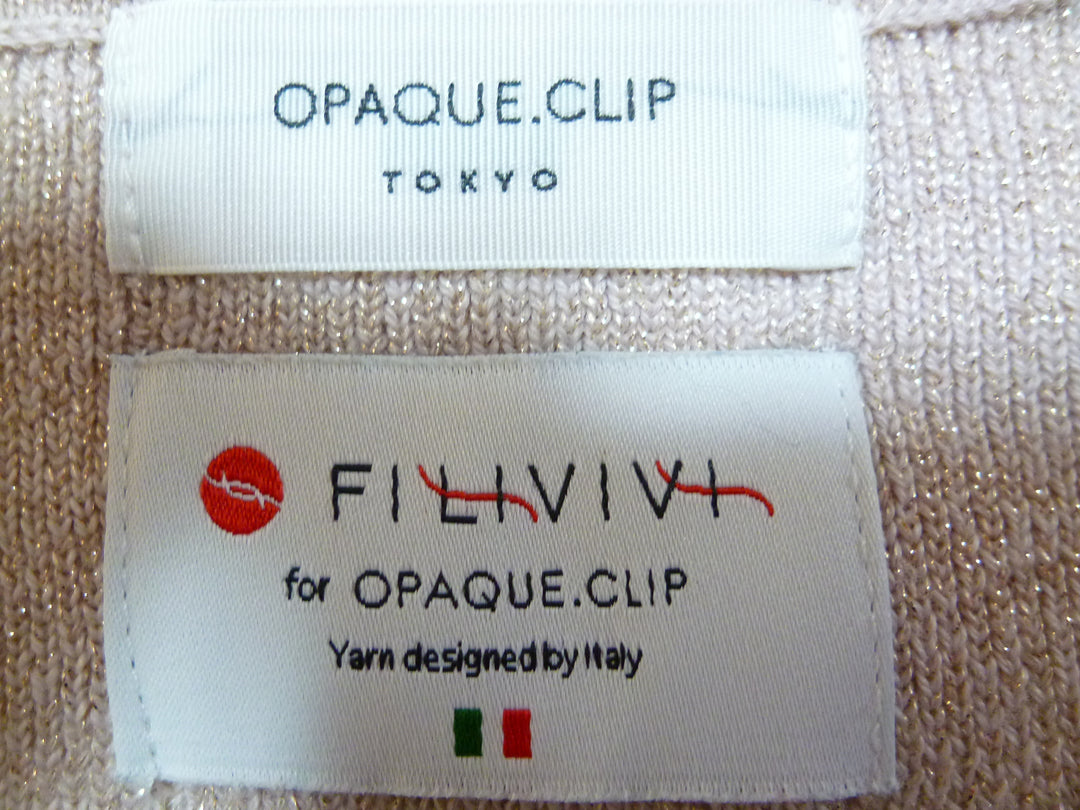 OPAQUE.CLIP
TOKYO
FILIVIVI
for OPAQUE.CLIP
Yarn designed by Italy